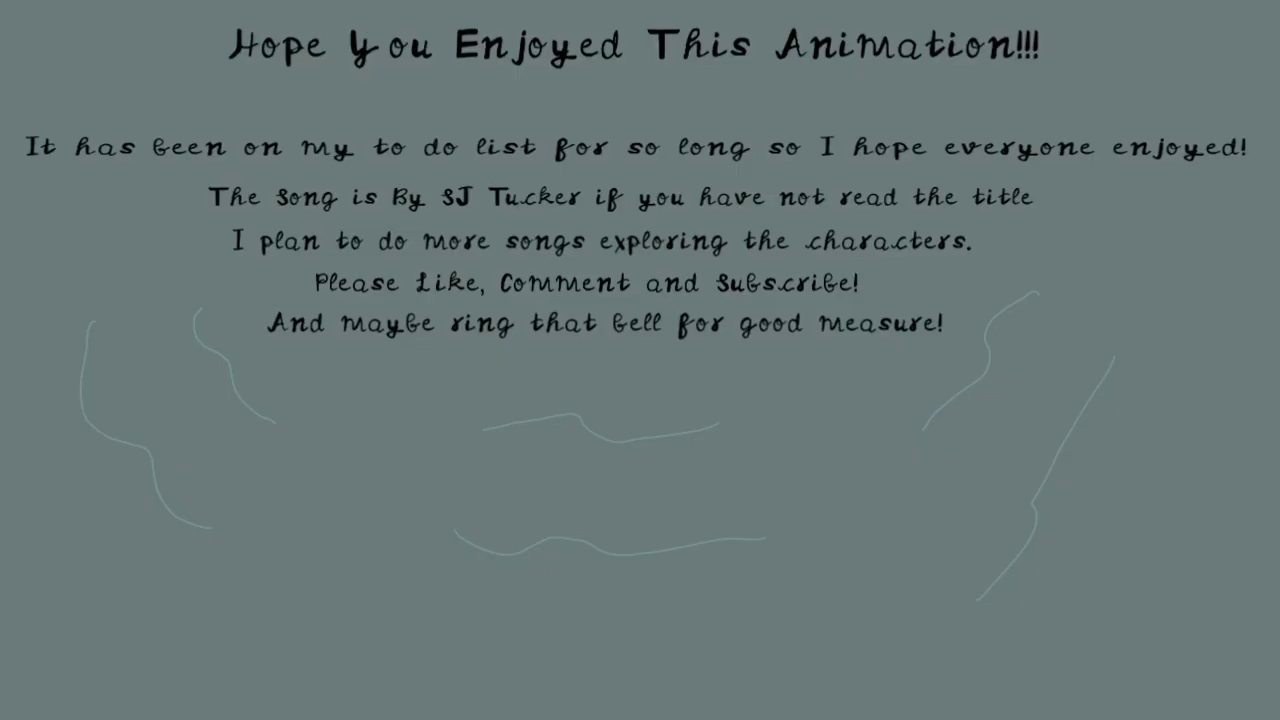 Hope You Enjoyed This Animation!!!
It has been on my to do list for so long so I hope everyone enjoyed!
The Song is By SJ Tucker if you have not read the title
I plan to do more songs exploring the characters.
Please Like, Comment and Subscribe!
And maybe ring that bell for good measure!